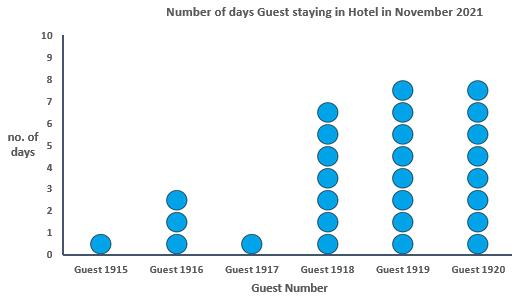 Number of days Guest staying in Hotel in November 2021
10
9
8
7
6
5
4
3
2
1
0
no. of
days
Guest 1915 Guest 1916 Guest 1917 Guest 1918 Guest 1919 Guest 1920
Guest Number